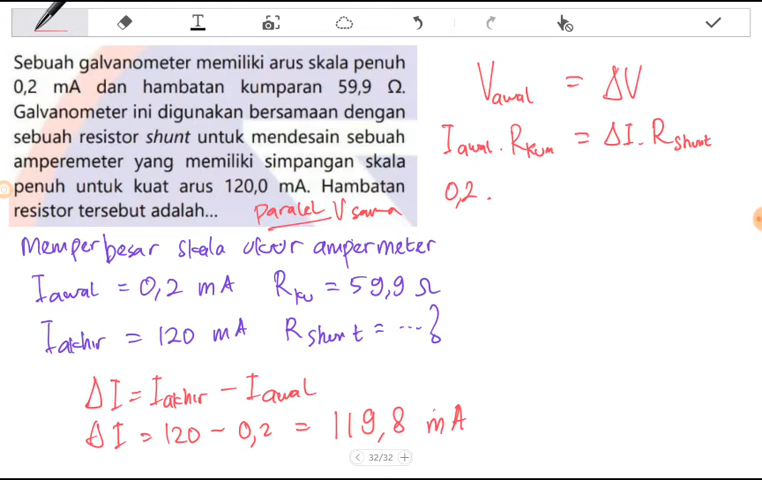 Sebuah galvanometer memiliki arus skala penuh
0,2 mA dan hambatan kumparan 59,9 Ω.
Galvanometer ini digunakan bersamaan dengan
sebuah resistor shunt untuk mendesain sebuah
amperemeter yang memiliki simpangan skala
penuh untuk kuat arus 120,0 mA. Hambatan
resistor tersebut adalah...
paralel V sama
Memperbesar skala ukur ampermeter
I awal = 0,2 mA R ku = 59,9 Ω
I akhir = 120 mA R shunt = ...?
ΔI = I akhir - I awal
ΔI = 120 - 0,2 = 119,8 mA
V awal = ΔV
I awal . R kum = ΔI . R shunt
0,2 .
32/32